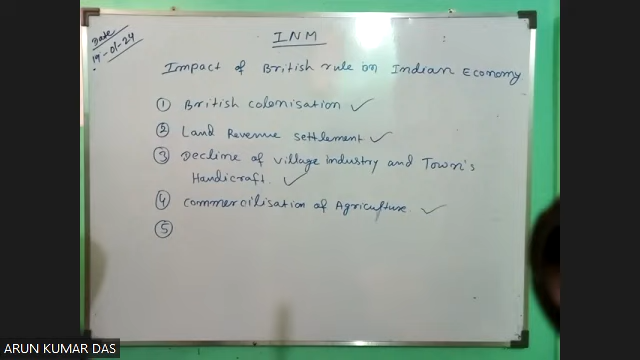 Date
19-01-24
INM
Impact of British rule on Indian Economy
① British colonisation ✓
② Land Revenue settlement ✓
③ Decline of village industry and Town's
Handicraft. ✓
④ commercilisation of Agriculture ✓
⑤
ARUN KUMAR DAS